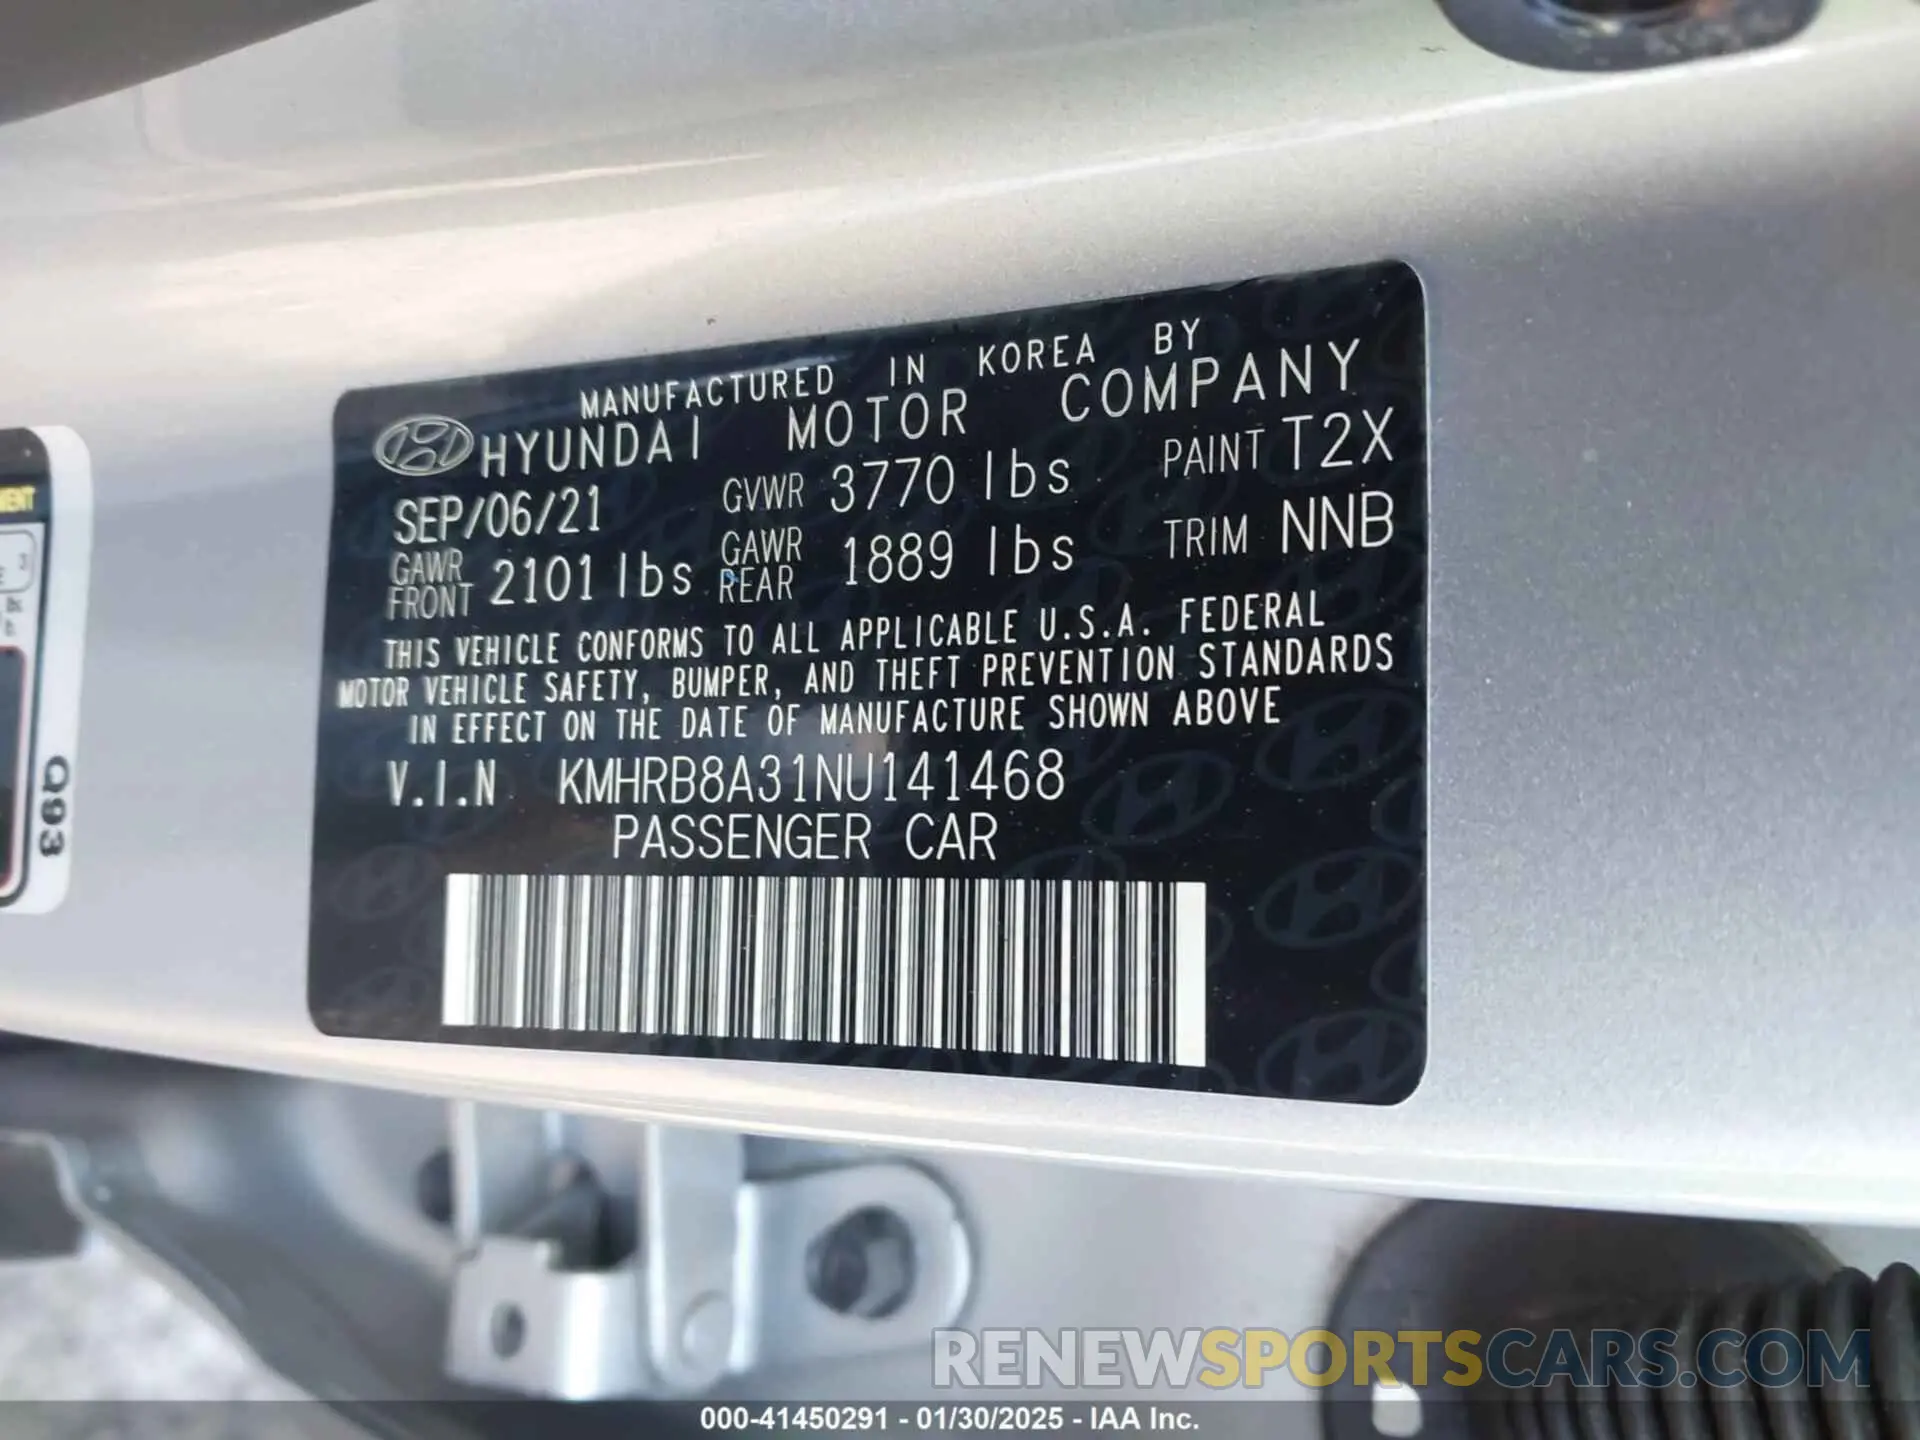 MANUFACTURED IN KOREA BY
HYUNDAI MOTOR COMPANY
SEP/06/21 GVWR 3770 lbs PAINT T2X
GAWR FRONT 2101 lbs GAWR REAR 1889 lbs TRIM NNB
THIS VEHICLE CONFORMS TO ALL APPLICABLE U.S.A. FEDERAL
MOTOR VEHICLE SAFETY, BUMPER, AND THEFT PREVENTION STANDARDS
IN EFFECT ON THE DATE OF MANUFACTURE SHOWN ABOVE
V.I.N KMHRB8A31NU141468
PASSENGER CAR
Q93
RENEWSPORTSCARS.COM
000-41450291 - 01/30/2025 - IAA Inc.